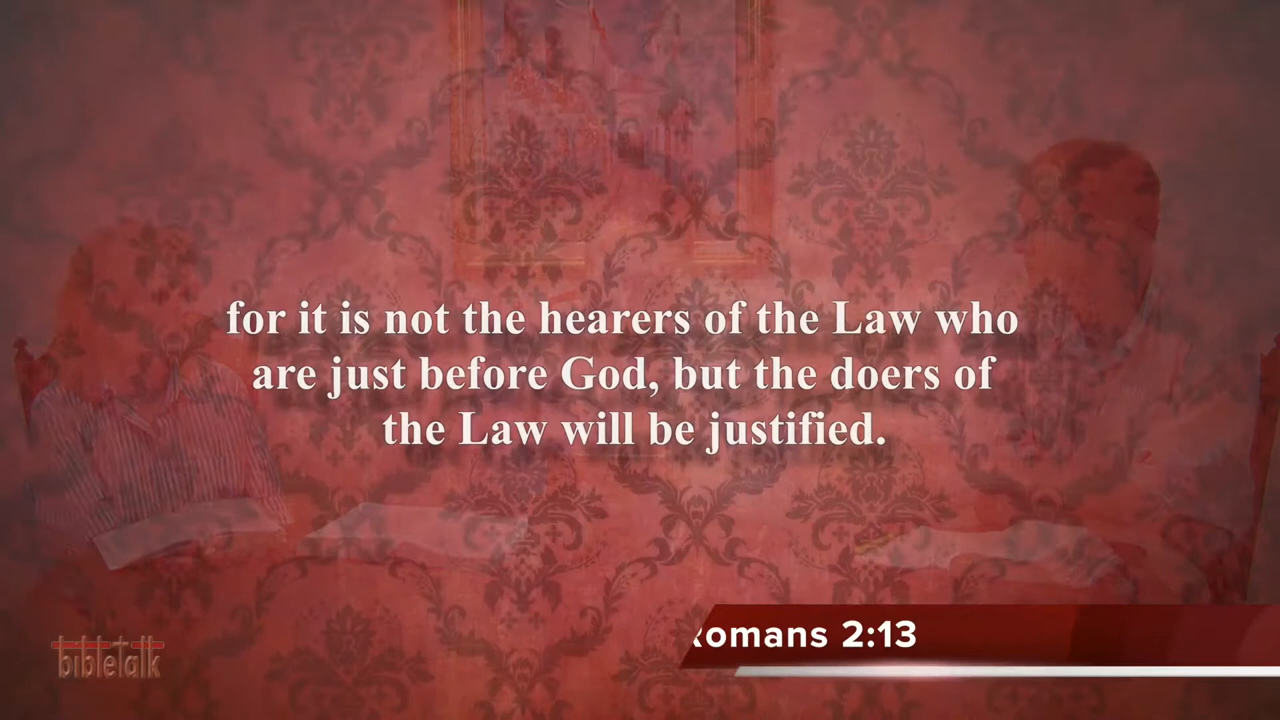 for it is not the hearers of the Law who
are just before God, but the doers of
the Law will be justified.
Romans 2:13
bibletalk